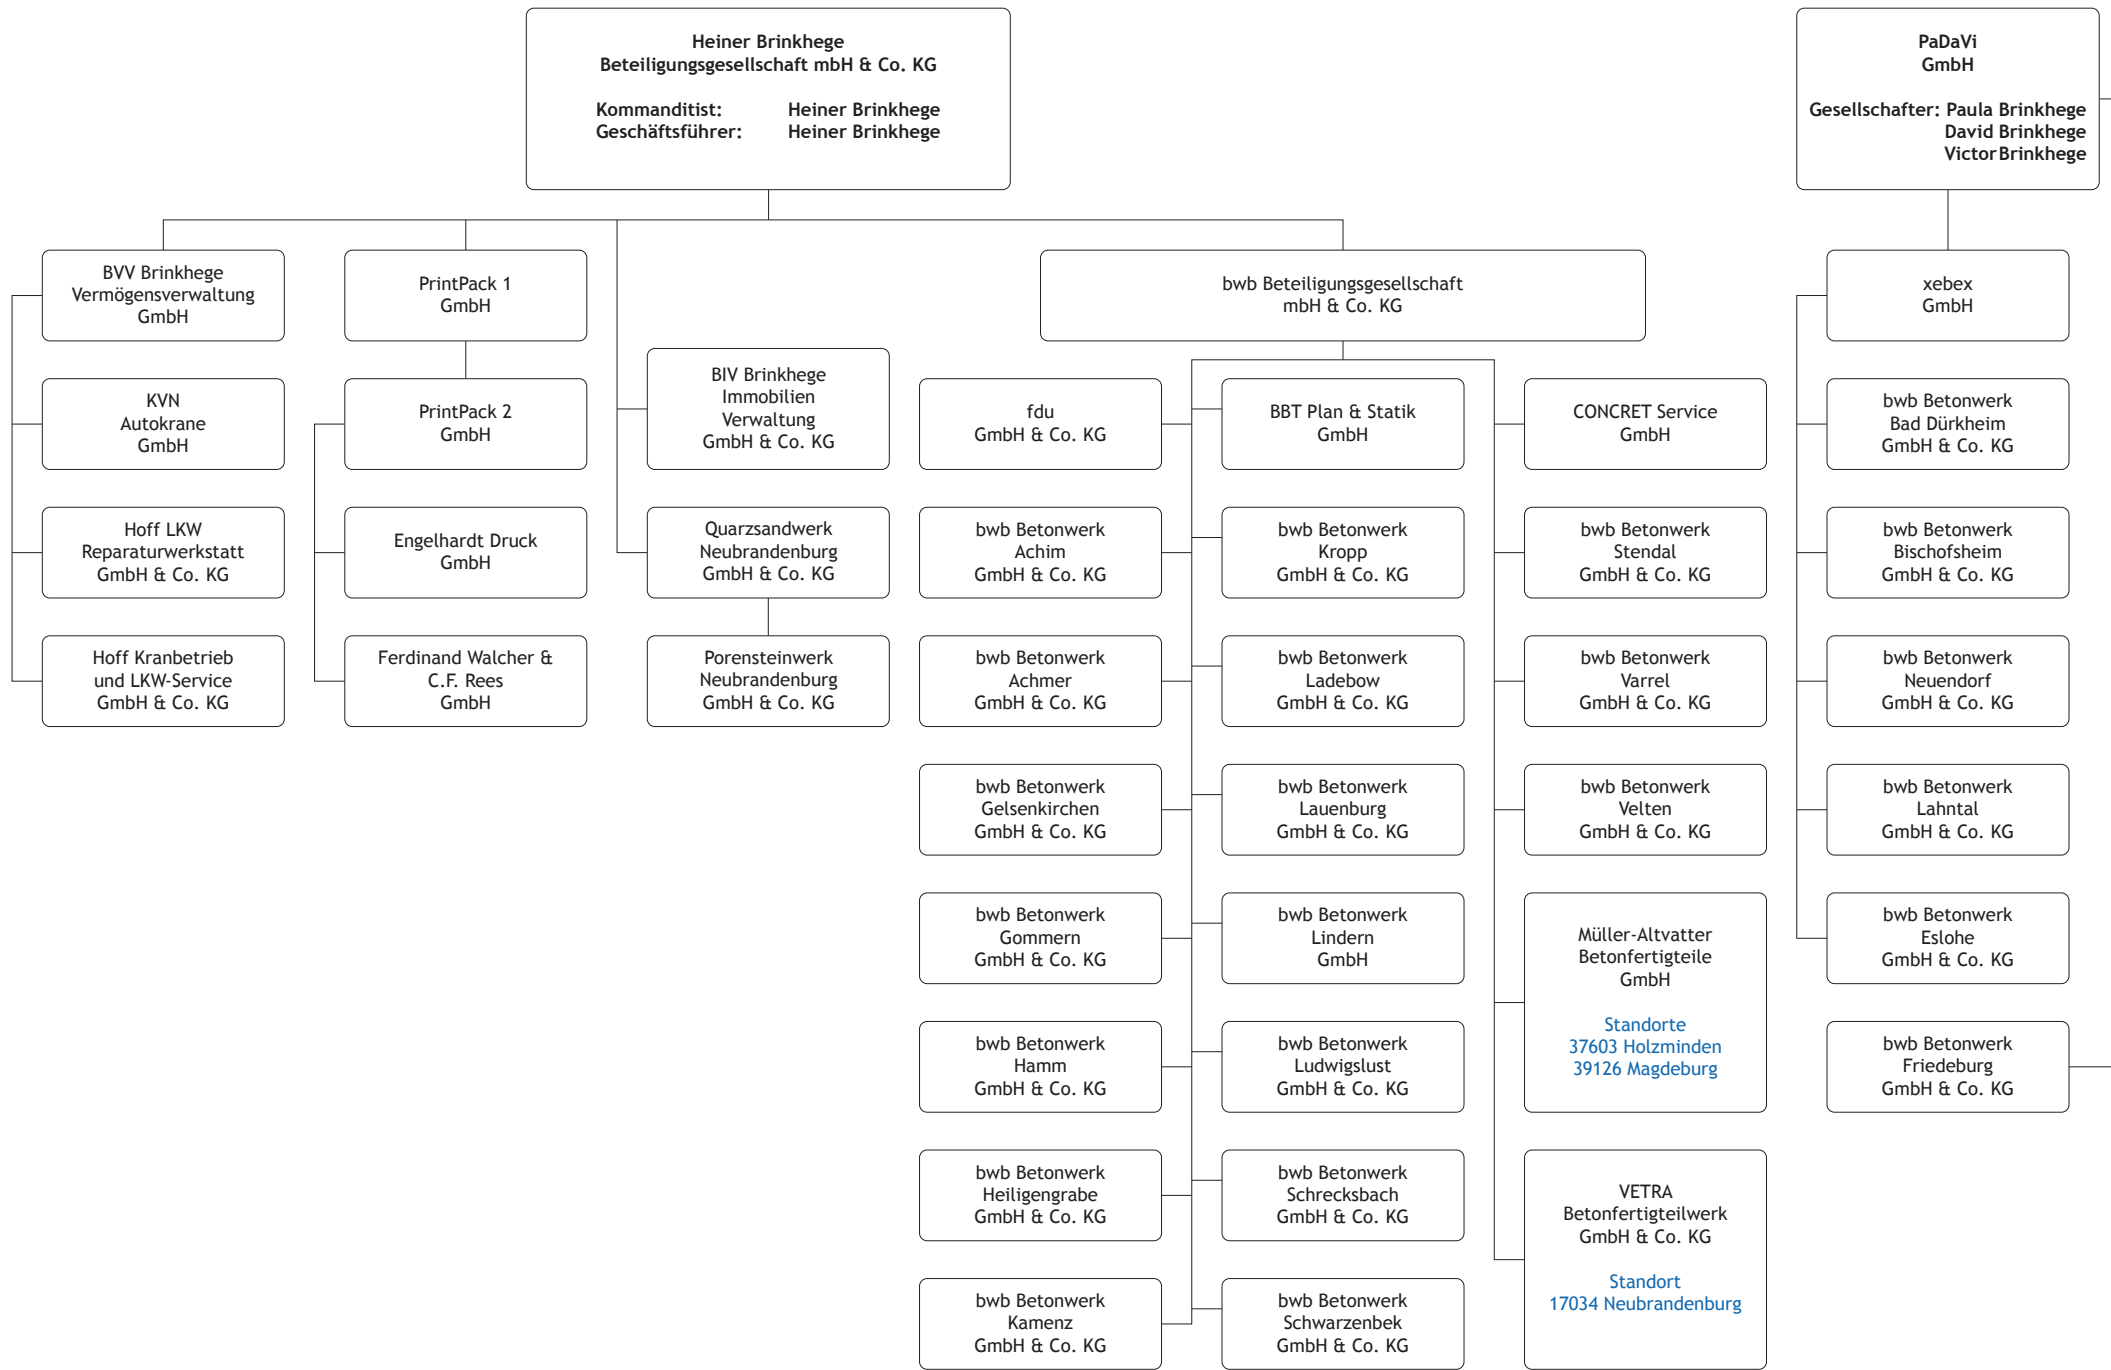 Heiner Brinkhege
Beteiligungsgesellschaft mbH & Co. KG
Kommanditist: Heiner Brinkhege
Geschäftsführer: Heiner Brinkhege
PaDaVi
GmbH
Gesellschafter: Paula Brinkhege
David Brinkhege
Victor Brinkhege
BVV Brinkhege
Vermögensverwaltung
GmbH
KVN
Autokrane
GmbH
Hoff LKW
Reparaturwerkstatt
GmbH & Co. KG
Hoff Kranbetrieb
und LKW-Service
GmbH & Co. KG
PrintPack 1
GmbH
PrintPack 2
GmbH
Engelhardt Druck
GmbH
Ferdinand Walcher &
C.F. Rees
GmbH
BIV Brinkhege
Immobilien
Verwaltung
GmbH & Co. KG
Quarzsandwerk
Neubrandenburg
GmbH & Co. KG
Porensteinwerk
Neubrandenburg
GmbH & Co. KG
bwb Beteiligungsgesellschaft
mbH & Co. KG
fdu
GmbH & Co. KG
bwb Betonwerk
Achim
GmbH & Co. KG
bwb Betonwerk
Achmer
GmbH & Co. KG
bwb Betonwerk
Gelsenkirchen
GmbH & Co. KG
bwb Betonwerk
Gommern
GmbH & Co. KG
bwb Betonwerk
Hamm
GmbH & Co. KG
bwb Betonwerk
Heiligengrabe
GmbH & Co. KG
bwb Betonwerk
Kamenz
GmbH & Co. KG
BBT Plan & Statik
GmbH
bwb Betonwerk
Kropp
GmbH & Co. KG
bwb Betonwerk
Ladebow
GmbH & Co. KG
bwb Betonwerk
Lauenburg
GmbH & Co. KG
bwb Betonwerk
Lindern
GmbH
bwb Betonwerk
Ludwigslust
GmbH & Co. KG
bwb Betonwerk
Schrecksbach
GmbH & Co. KG
bwb Betonwerk
Schwarzenbek
GmbH & Co. KG
CONCRET Service
GmbH
bwb Betonwerk
Stendal
GmbH & Co. KG
bwb Betonwerk
Varrel
GmbH & Co. KG
bwb Betonwerk
Velten
GmbH & Co. KG
Müller-Altvatter
Betonfertigteile
GmbH
Standorte
37603 Holzminden
39126 Magdeburg
VETRA
Betonfertigteilwerk
GmbH & Co. KG
Standort
17034 Neubrandenburg
xebex
GmbH
bwb Betonwerk
Bad Dürkheim
GmbH & Co. KG
bwb Betonwerk
Bischofsheim
GmbH & Co. KG
bwb Betonwerk
Neuendorf
GmbH & Co. KG
bwb Betonwerk
Lahntal
GmbH & Co. KG
bwb Betonwerk
Eslohe
GmbH & Co. KG
bwb Betonwerk
Friedeburg
GmbH & Co. KG